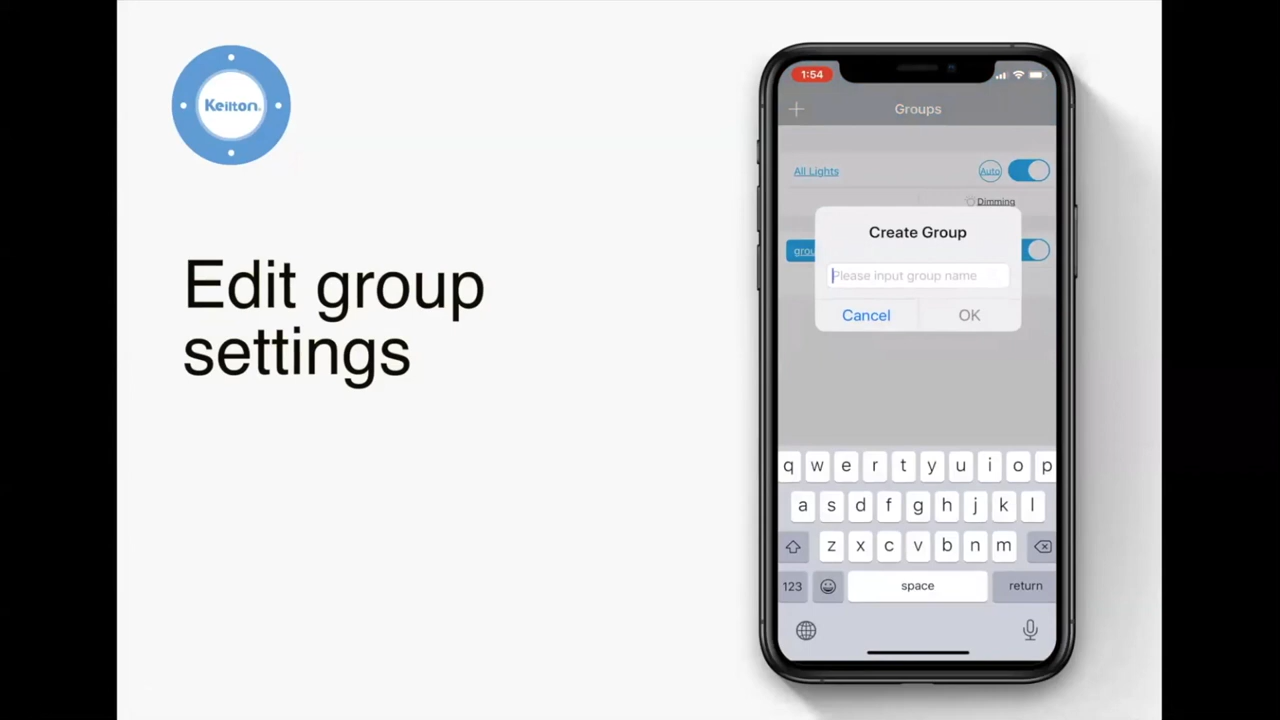 Keilton
Edit group
settings
1:54
Groups
All Lights
Auto
Dimming
Create Group
Please input group name
Cancel
OK
q w e r t y u i o p
a s d f g h j k l
z x c v b n m
123
space
return